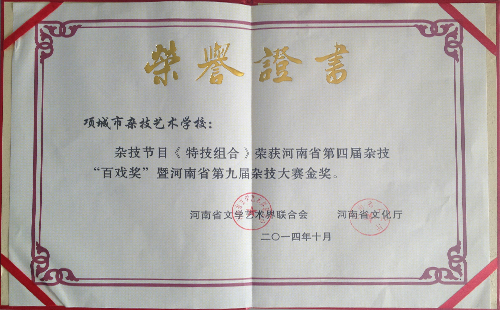 榮譽證書
项城市杂技艺术学校：
杂技节目《特技组合》荣获河南省第四届杂技
“百戏奖”暨河南省第九届杂技大赛金奖。
河南省文学艺术界联合会 河南省文化厅
二〇一四年十月